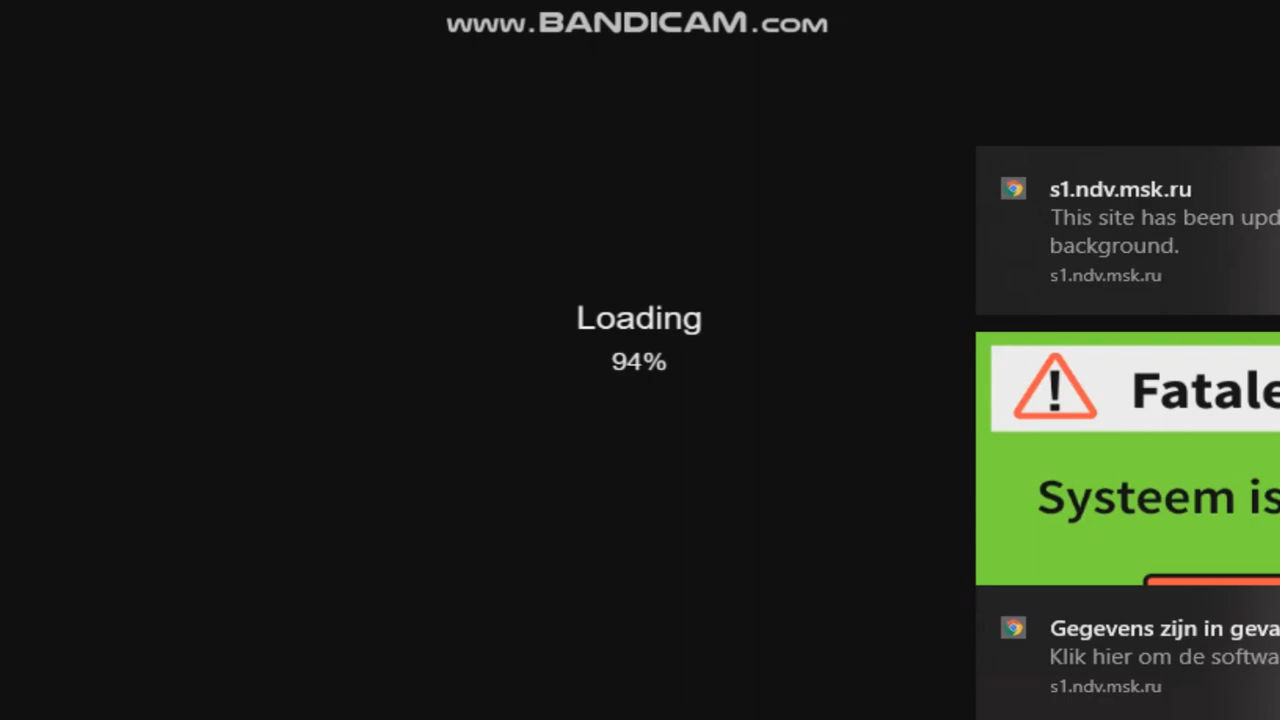 www.BANDICAM.com
Loading
94%
s1.ndv.msk.ru
This site has been upd
background.
s1.ndv.msk.ru
Fatale
Systeem is
Gegevens zijn in geva
Klik hier om de softwa
s1.ndv.msk.ru